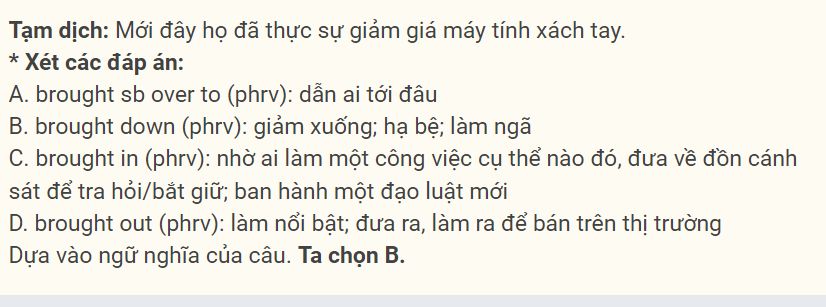 Tạm dịch: Mới đây họ đã thực sự giảm giá máy tính xách tay.
* Xét các đáp án:
A. brought sb over to (phrv): dẫn ai tới đâu
B. brought down (phrv): giảm xuống; hạ bệ; làm ngã
C. brought in (phrv): nhờ ai làm một công việc cụ thể nào đó, đưa về đồn cánh
sát để tra hỏi/bắt giữ; ban hành một đạo luật mới
D. brought out (phrv): làm nổi bật; đưa ra, làm ra để bán trên thị trường
Dựa vào ngữ nghĩa của câu. Ta chọn B.